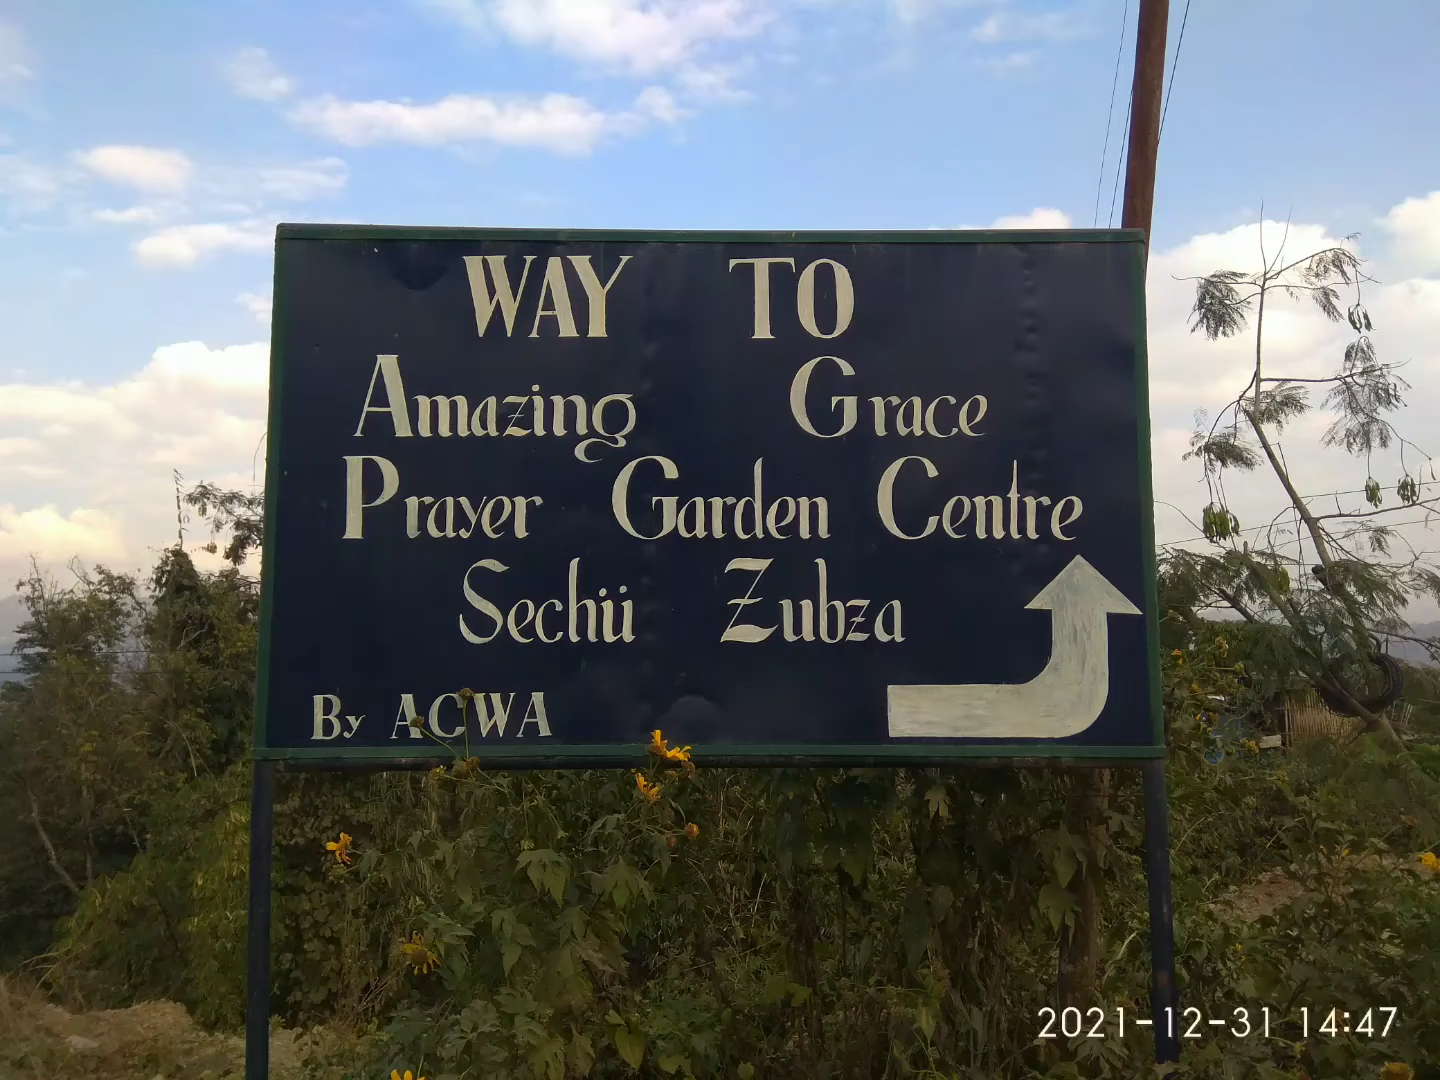 WAY TO
Amazing Grace
Prayer Garden Centre
Sechü Zubza
By ACWA
2021-12-31 14:47